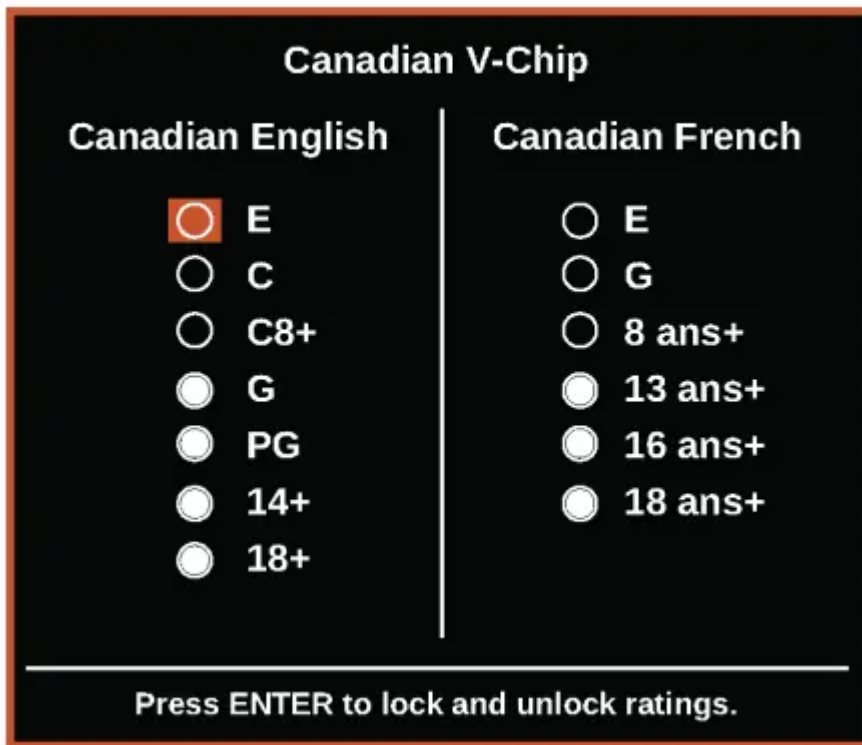 Canadian V-Chip
Canadian English
E
C
C8+
G
PG
14+
18+
Canadian French
E
G
8 ans+
13 ans+
16 ans+
18 ans+
Press ENTER to lock and unlock ratings.